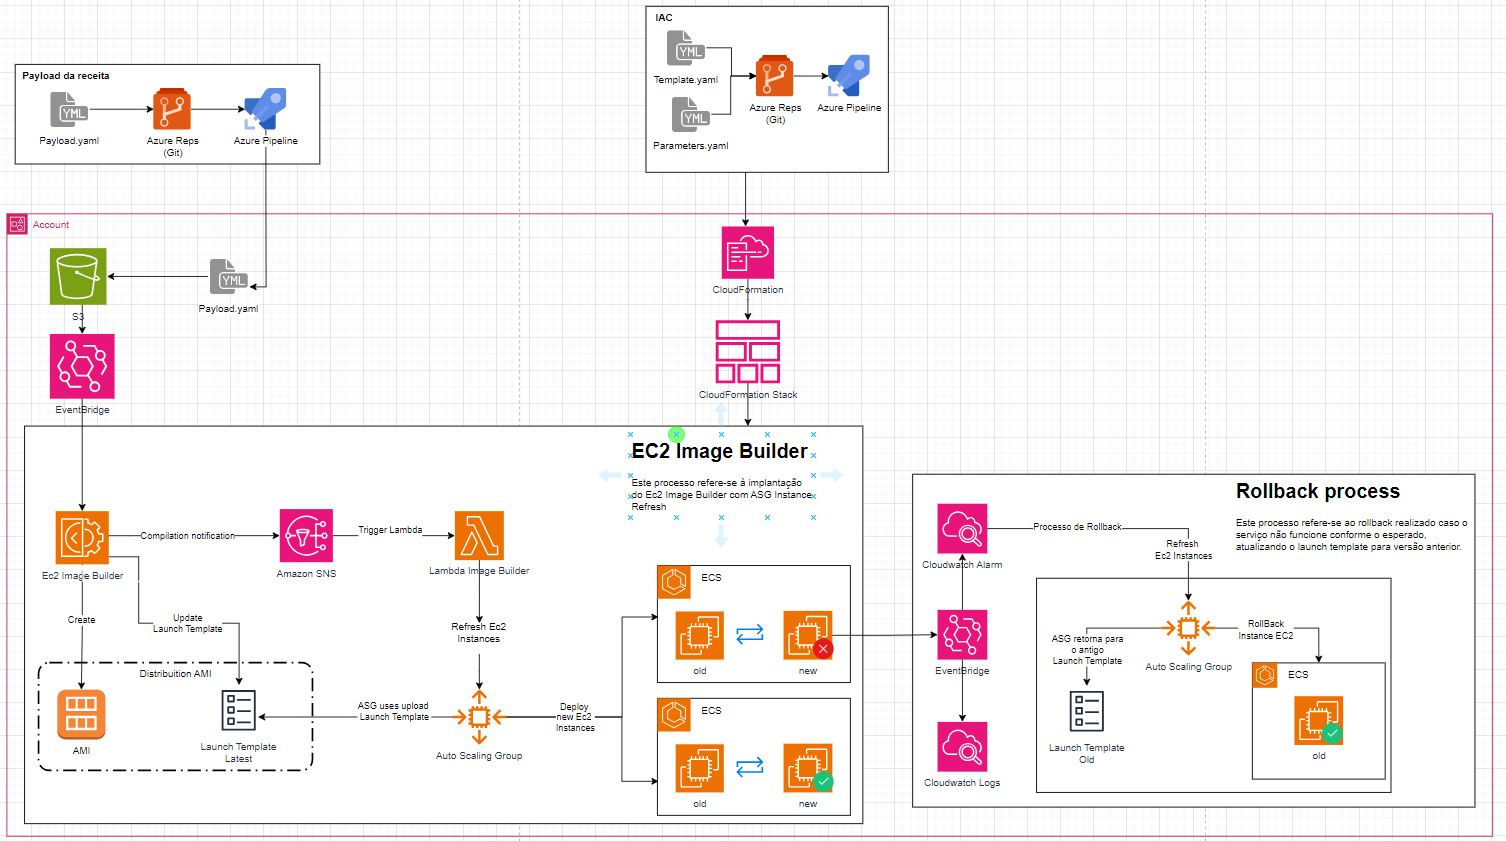 IAC
YML
Template.yaml
YML
Parameters.yaml
Azure Reps
(Git)
Azure Pipeline
Payload da receita
YML
Payload.yaml
Azure Reps
(Git)
Azure Pipeline
Account
S3
YML
Payload.yaml
EventBridge
CloudFormation
CloudFormation Stack
EC2 Image Builder
Este processo refere-se à implantação
do Ec2 Image Builder com ASG Instance
Refresh
Ec2 Image Builder
Compilation notification
Amazon SNS
Trigger Lambda
Lambda Image Builder
Create
Update
Launch Template
Refresh Ec2
Instances
Distribuition AMI
AMI
Launch Template
Latest
ASG uses upload
Launch Template
Auto Scaling Group
Deploy
new Ec2
Instances
ECS
old
new
ECS
old
new
Rollback process
Este processo refere-se ao rollback realizado caso o
serviço não funcione conforme o esperado,
atualizando o launch template para versão anterior.
Cloudwatch Alarm
Processo de Rollback
Refresh
Ec2 Instances
EventBridge
Cloudwatch Logs
ASG retorna para
o antigo
Launch Template
Auto Scaling Group
RollBack
Instance EC2
Launch Template
Old
ECS
old